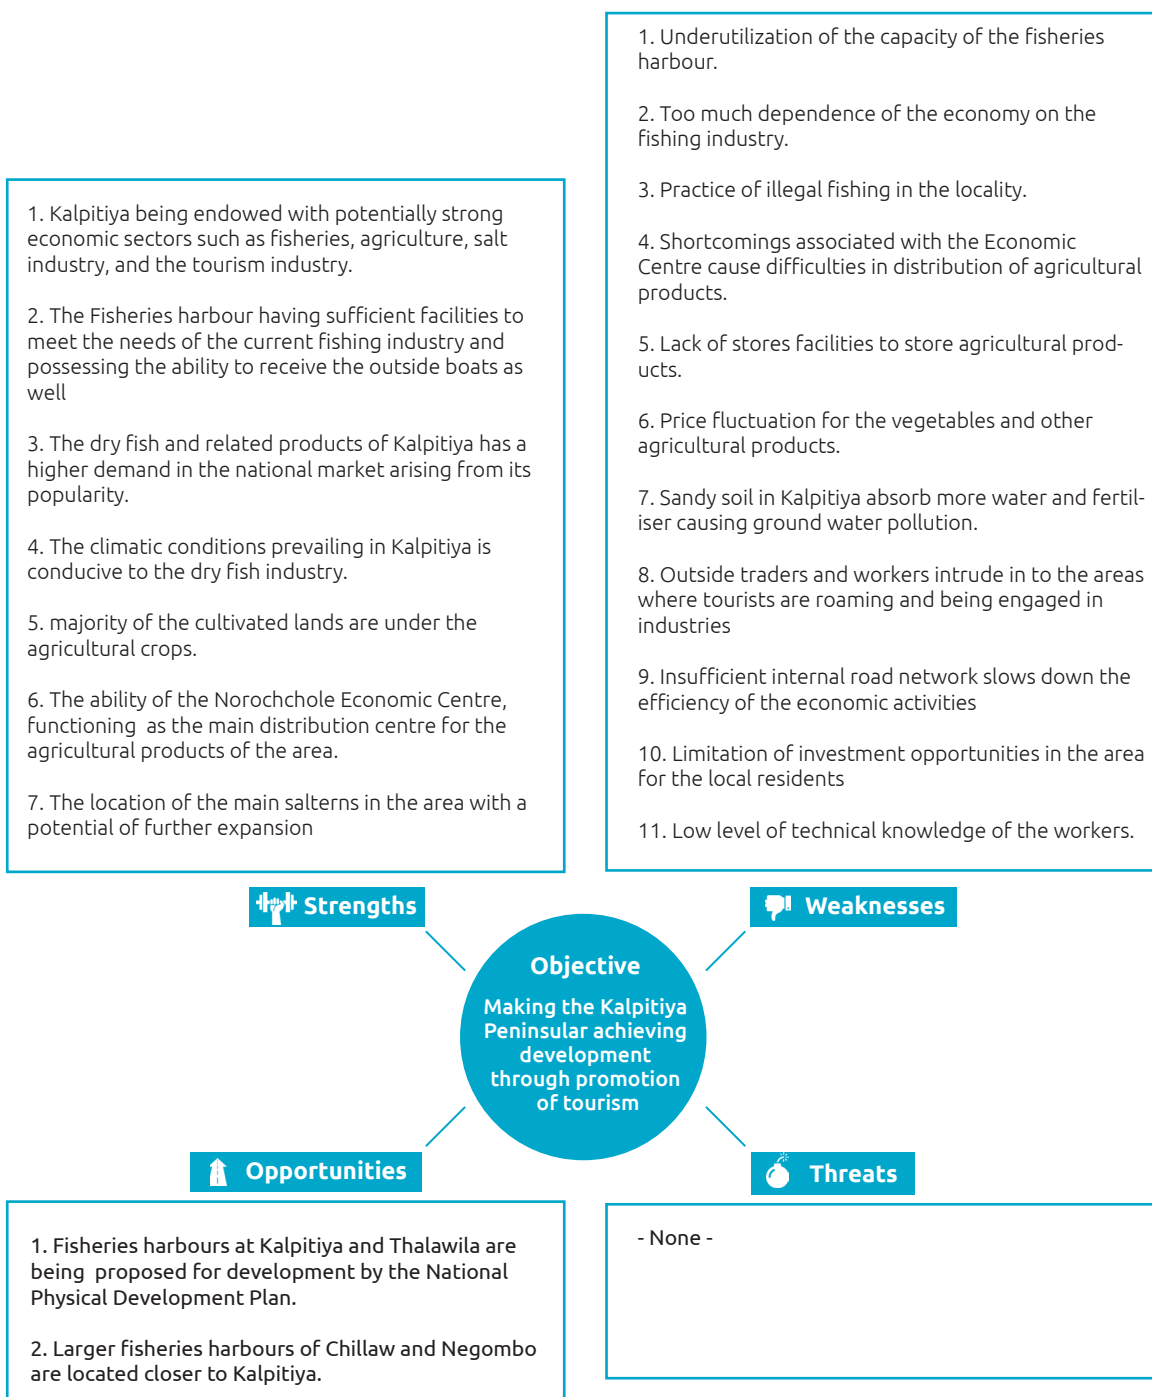 1. Kalpitiya being endowed with potentially strong
economic sectors such as fisheries, agriculture, salt
industry, and the tourism industry.
2. The Fisheries harbour having sufficient facilities to
meet the needs of the current fishing industry and
possessing the ability to receive the outside boats as
well
3. The dry fish and related products of Kalpitiya has a
higher demand in the national market arising from its
popularity.
4. The climatic conditions prevailing in Kalpitiya is
conducive to the dry fish industry.
5. majority of the cultivated lands are under the
agricultural crops.
6. The ability of the Norochchole Economic Centre,
functioning as the main distribution centre for the
agricultural products of the area.
7. The location of the main salterns in the area with a
potential of further expansion
Strengths
1. Underutilization of the capacity of the fisheries
harbour.
2. Too much dependence of the economy on the
fishing industry.
3. Practice of illegal fishing in the locality.
4. Shortcomings associated with the Economic
Centre cause difficulties in distribution of agricultural
products.
5. Lack of stores facilities to store agricultural prod-
ucts.
6. Price fluctuation for the vegetables and other
agricultural products.
7. Sandy soil in Kalpitiya absorb more water and fertil-
iser causing ground water pollution.
8. Outside traders and workers intrude in to the areas
where tourists are roaming and being engaged in
industries
9. Insufficient internal road network slows down the
efficiency of the economic activities
10. Limitation of investment opportunities in the area
for the local residents
11. Low level of technical knowledge of the workers.
Weaknesses
Objective
Making the Kalpitiya
Peninsular achieving
development
through promotion
of tourism
Opportunities
1. Fisheries harbours at Kalpitiya and Thalawila are
being proposed for development by the National
Physical Development Plan.
2. Larger fisheries harbours of Chillaw and Negombo
are located closer to Kalpitiya.
Threats
- None -